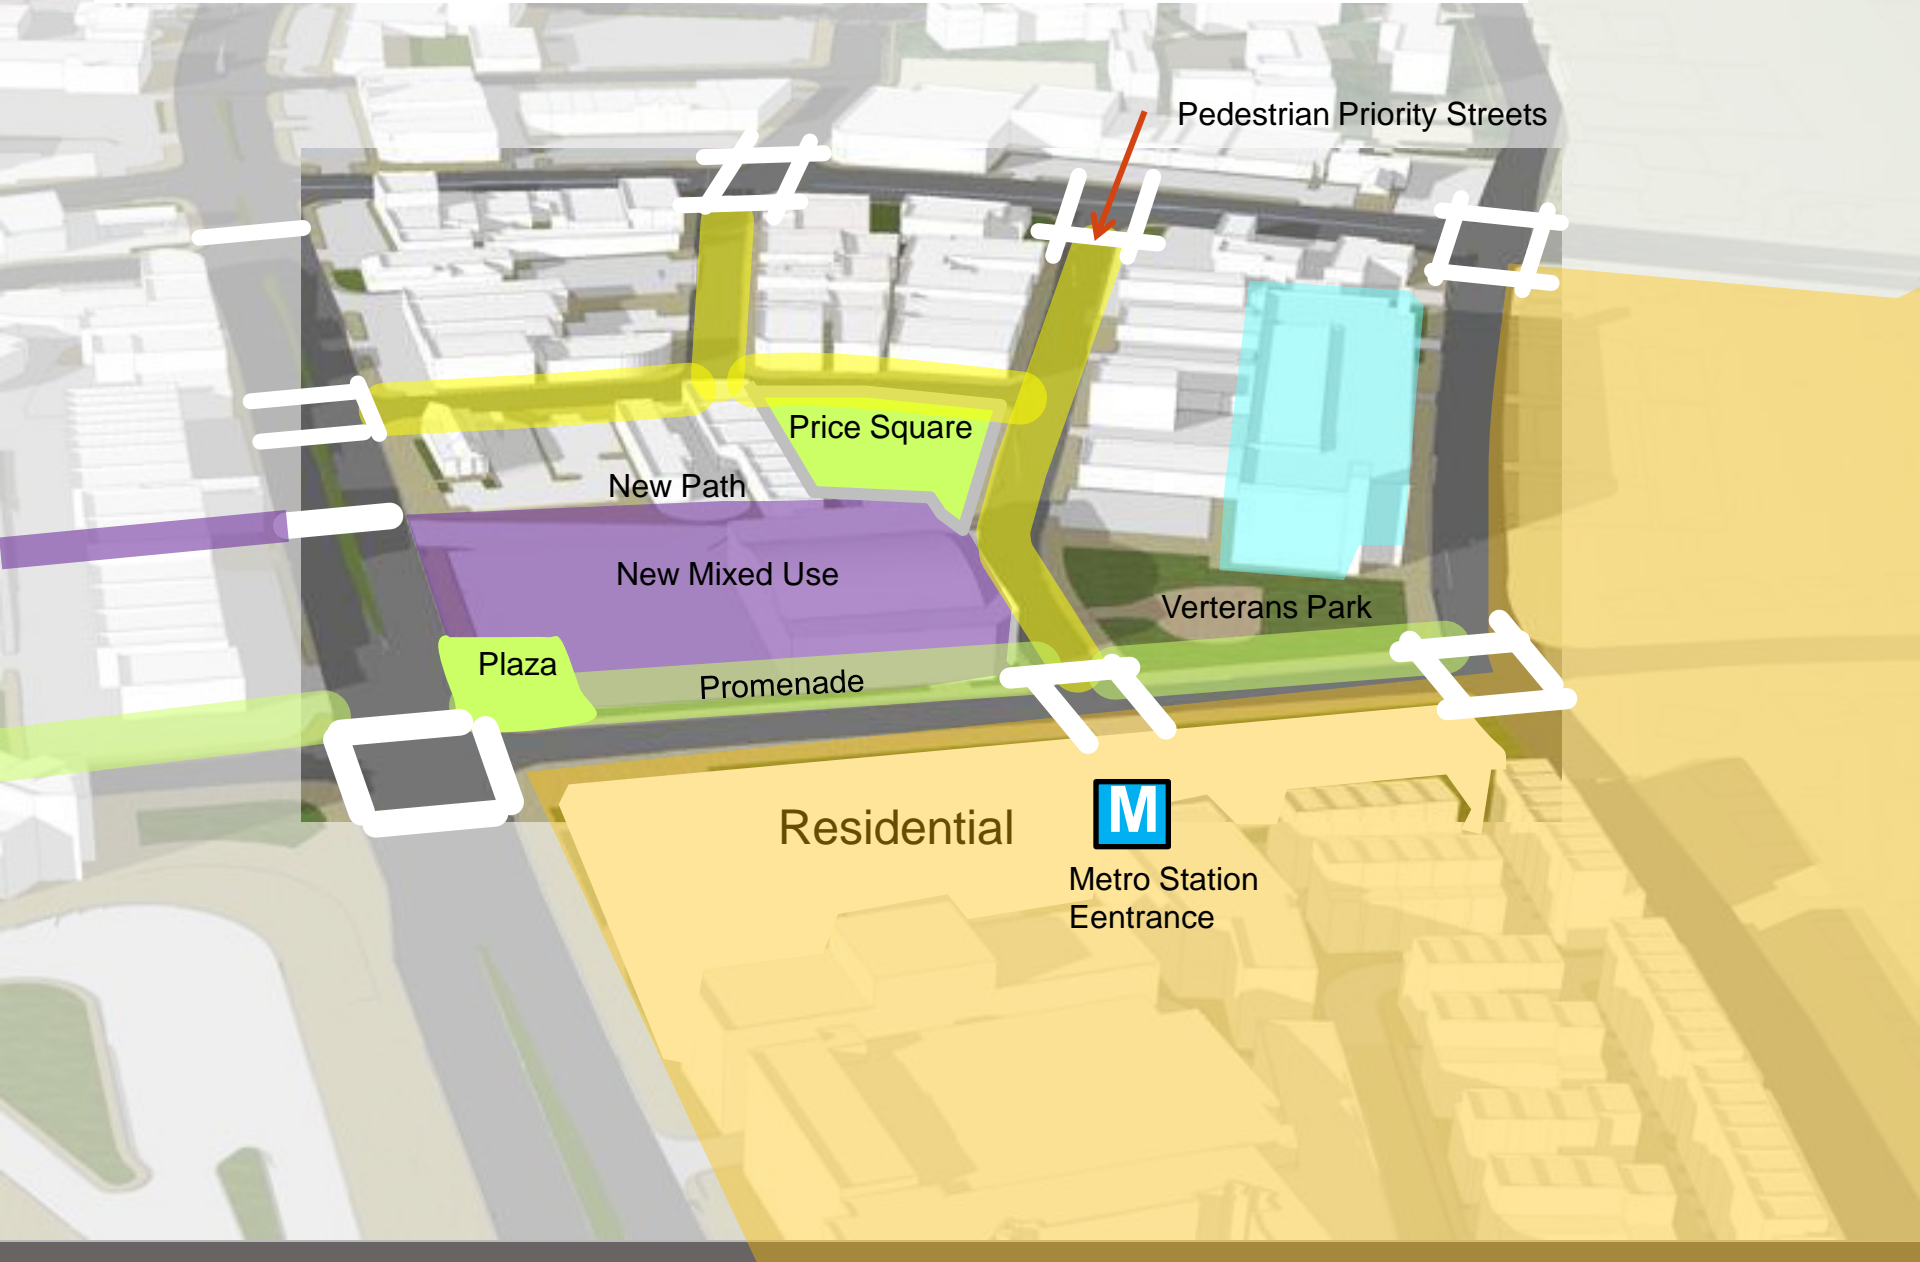 Pedestrian Priority Streets
Price Square
New Path
New Mixed Use
Verterans Park
Plaza
Promenade
Residential
M
Metro Station
Eentrance